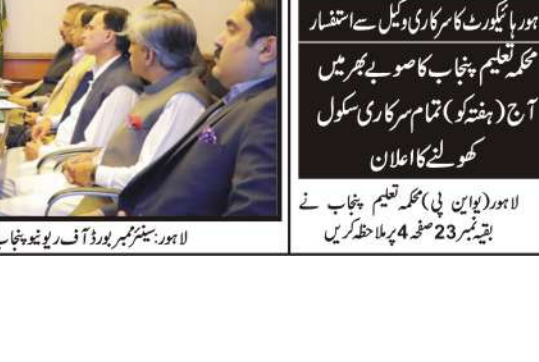 ہور ہائیکورٹ کا سرکاری وکیل سے استفسار
محکمہ تعلیم پنجاب کا صوبے بھر میں
آج (ہفتہ کو) تمام سرکاری سکول
کھولنے کا اعلان
لاہور (یو این پی) محکمہ تعلیم پنجاب نے
بقیہ نمبر 23 صفحہ 4 پر ملاحظہ کریں
لاہور: سینئر ممبر بورڈ آف ریونیو پنجاب